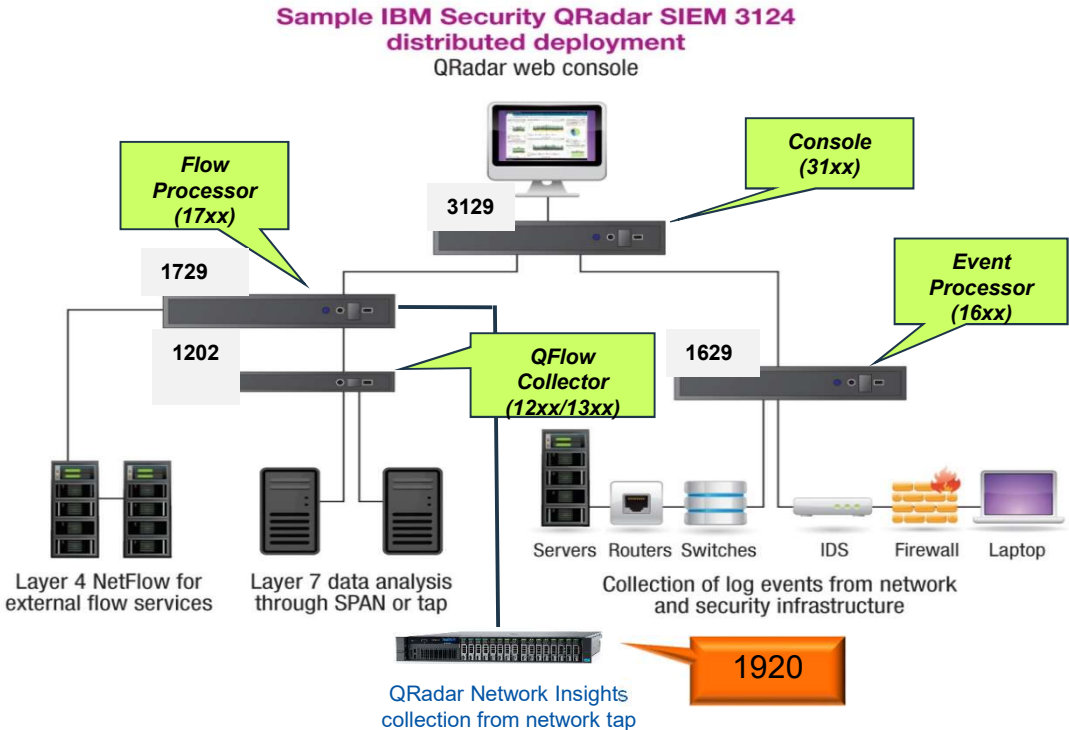 Sample IBM Security QRadar SIEM 3124
distributed deployment
QRadar web console
Flow
Processor
(17xx)
Console
(31xx)
3129
1729
Event
Processor
(16xx)
1202
QFlow
Collector
(12xx/13xx)
1629
Servers Routers Switches IDS Firewall Laptop
Layer 4 NetFlow for
external flow services
Layer 7 data analysis
through SPAN or tap
Collection of log events from network
and security infrastructure
1920
QRadar Network Insights
collection from network tap